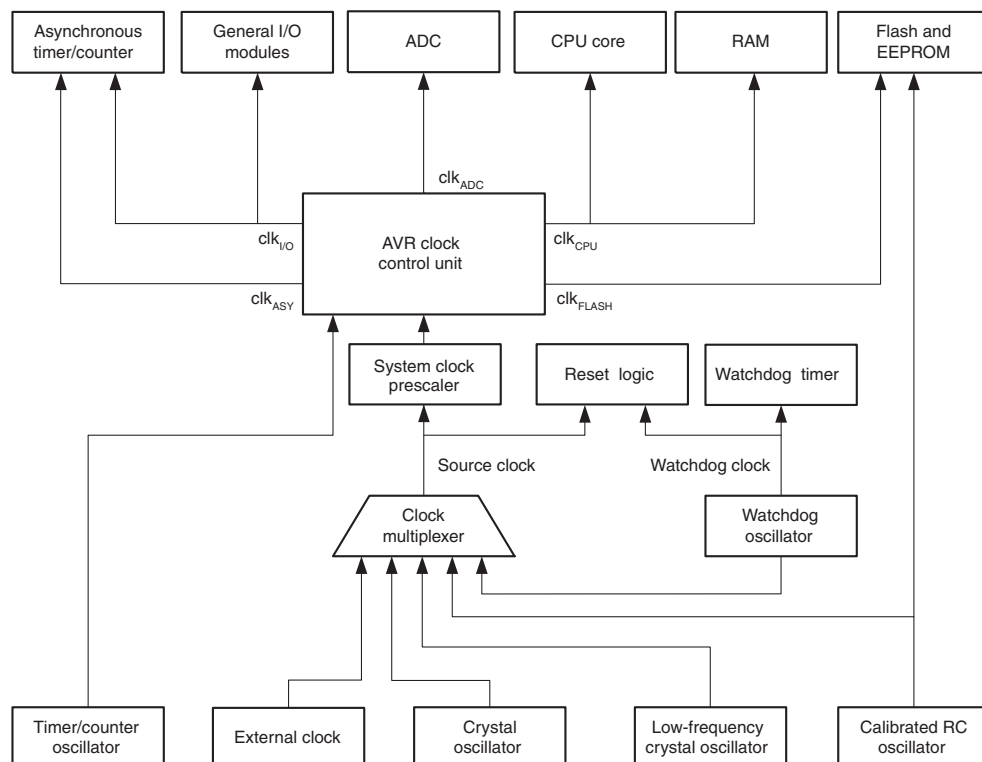 Asynchronous
timer/counter
General I/O
modules
ADC
CPU core
RAM
Flash and
EEPROM
clkADC
clkI/O
AVR clock
control unit
clkCPU
clkASY
clkFLASH
System clock
prescaler
Reset logic
Watchdog timer
Source clock
Watchdog clock
Clock
multiplexer
Watchdog
oscillator
Timer/counter
oscillator
External clock
Crystal
oscillator
Low-frequency
crystal oscillator
Calibrated RC
oscillator